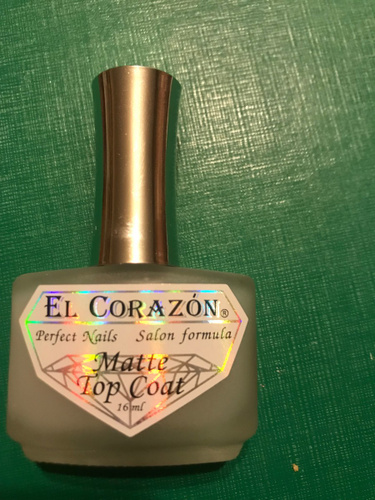 EL CORAZÓN®
Perfect Nails Salon formula
Matte
Top Coat
16 ml